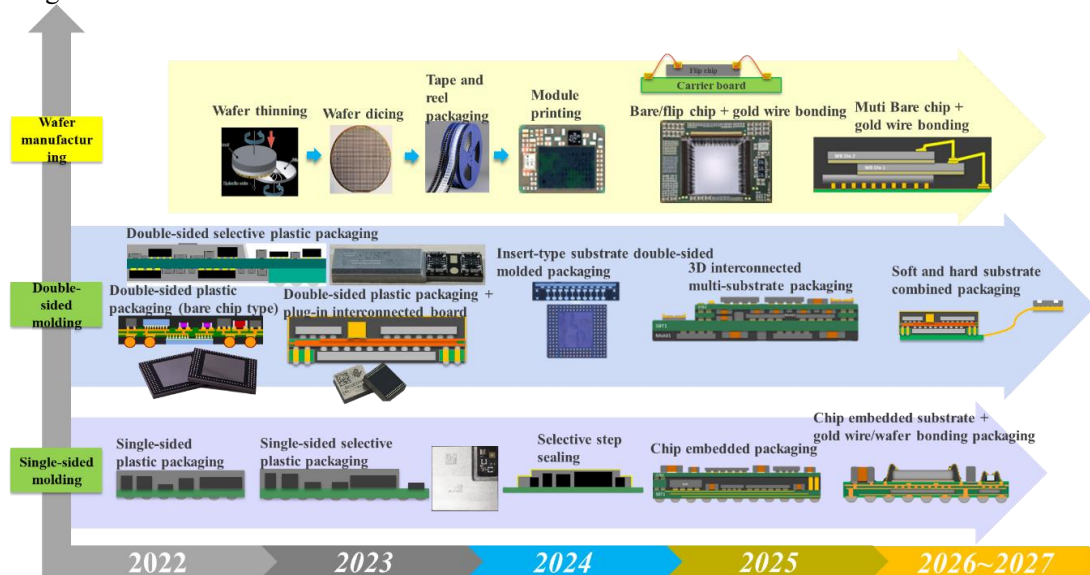 Flip chip
Carrier board
Wafer thinning
Wafer dicing
Tape and
reel
packaging
Module
printing
Bare/flip chip + gold wire bonding
Muti Bare chip +
gold wire bonding
Wafer
manufactur
ing
Double-sided selective plastic packaging
Double-sided plastic
packaging (bare chip type)
Double-sided plastic packaging +
plug-in interconnected board
Insert-type substrate double-sided
molded packaging
3D interconnected
multi-substrate packaging
Soft and hard substrate
combined packaging
Double-
sided
molding
Single-sided
plastic packaging
Single-sided selective
plastic packaging
Selective step
sealing
Chip embedded packaging
Chip embedded substrate +
gold wire/wafer bonding packaging
Single-sided
molding
2022
2023
2024
2025
2026~2027